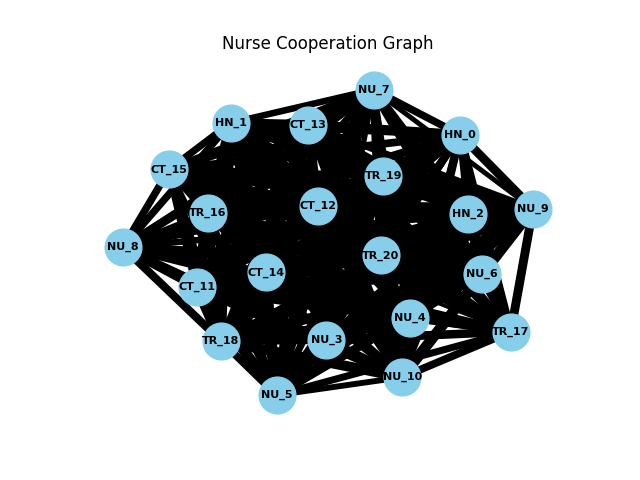 Nurse Cooperation Graph
NU_7
HN_1
CT_13
HN_0
CT_15
TR_19
TR_16
CT_12
HN_2
NU_9
NU_8
TR_20
CT_14
NU_6
CT_11
NU_4
TR_17
TR_18
NU_3
NU_10
NU_5